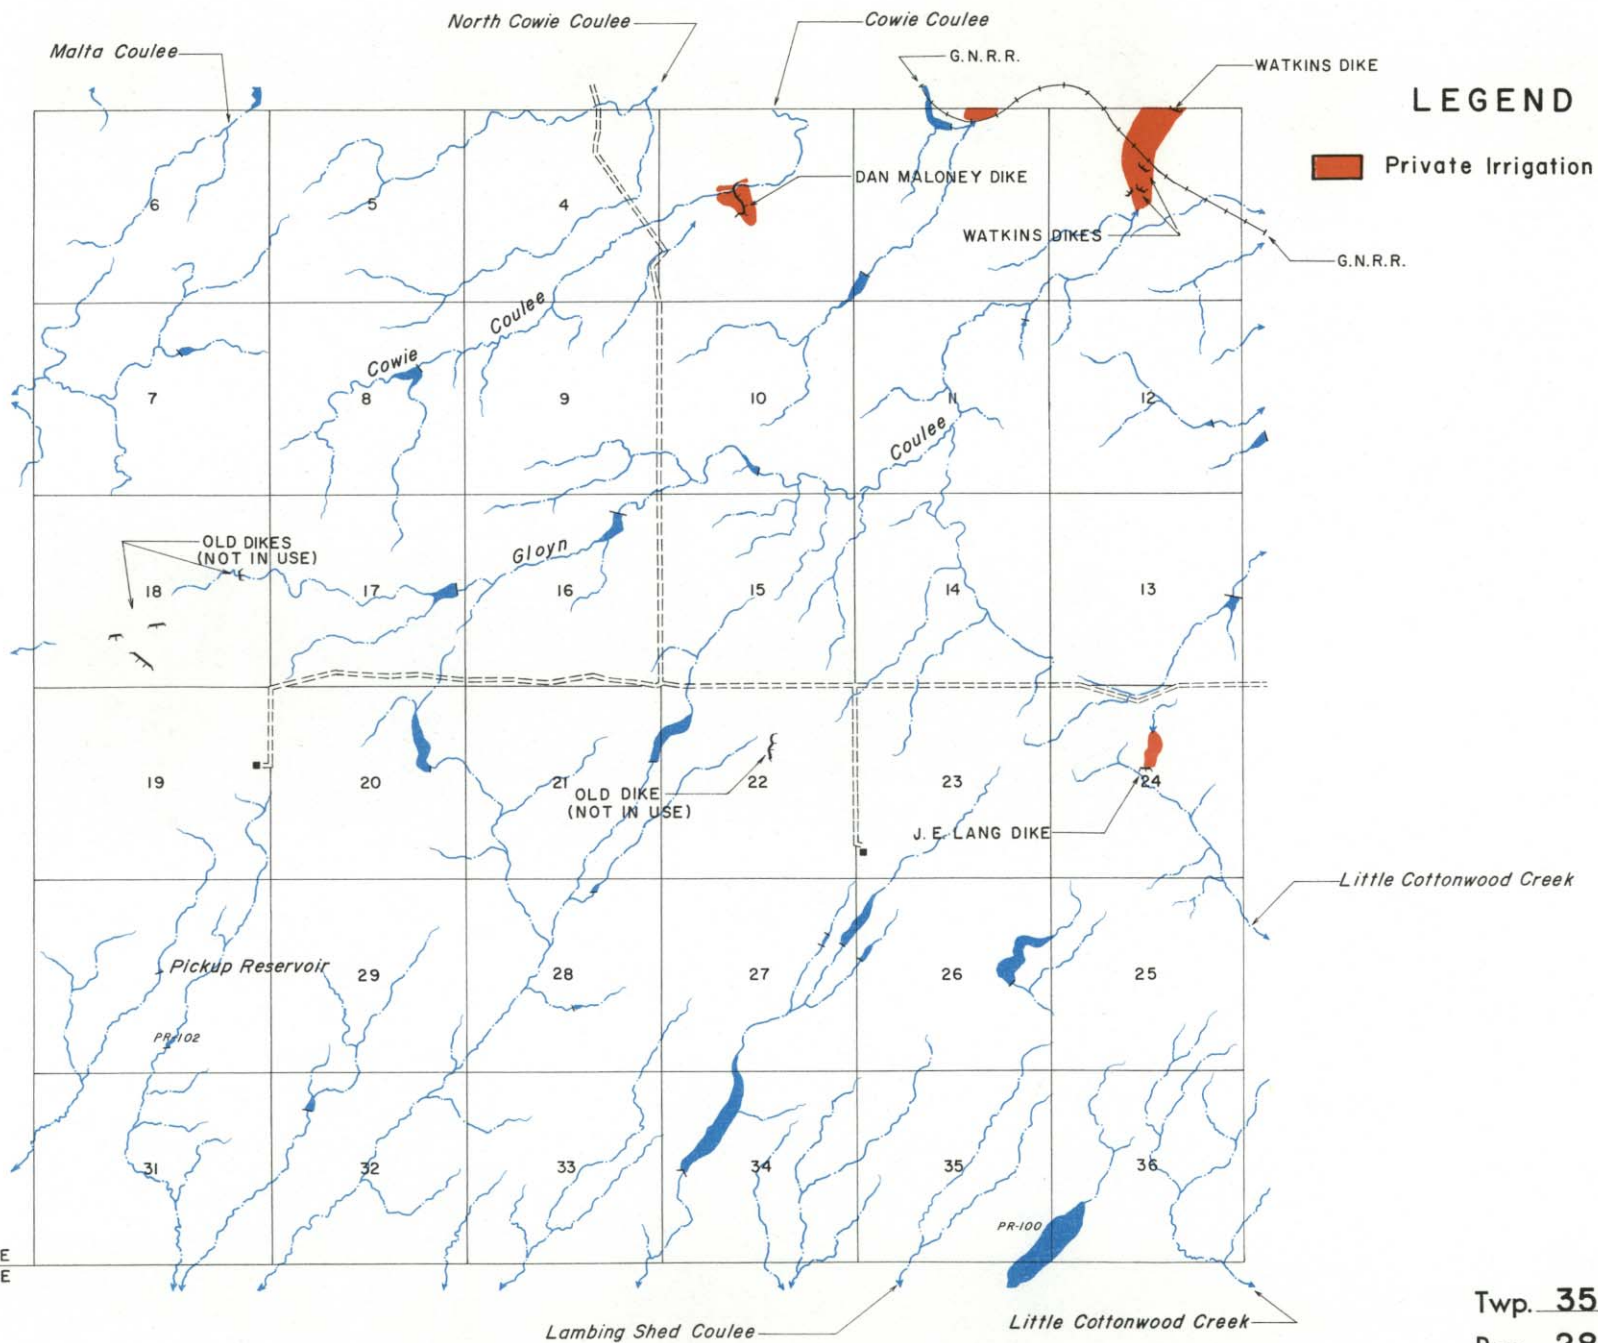 North Cowie Coulee
Cowie Coulee
Malta Coulee
G.N.R.R.
WATKINS DIKE
LEGEND
Private Irrigation
DAN MALONEY DIKE
6
5
4
WATKINS DIKES
G.N.R.R.
Cowie Coulee
7
8
9
10
11
12
Gloyn Coulee
OLD DIKES
(NOT IN USE)
18
17
16
15
14
13
19
20
21
22
23
24
OLD DIKE
(NOT IN USE)
J. E. LANG DIKE
Little Cottonwood Creek
Pickup Reservoir
29
28
27
26
25
PR-102
31
32
33
34
35
36
PR-100
E
E
Lambing Shed Coulee
Little Cottonwood Creek
Twp. 35